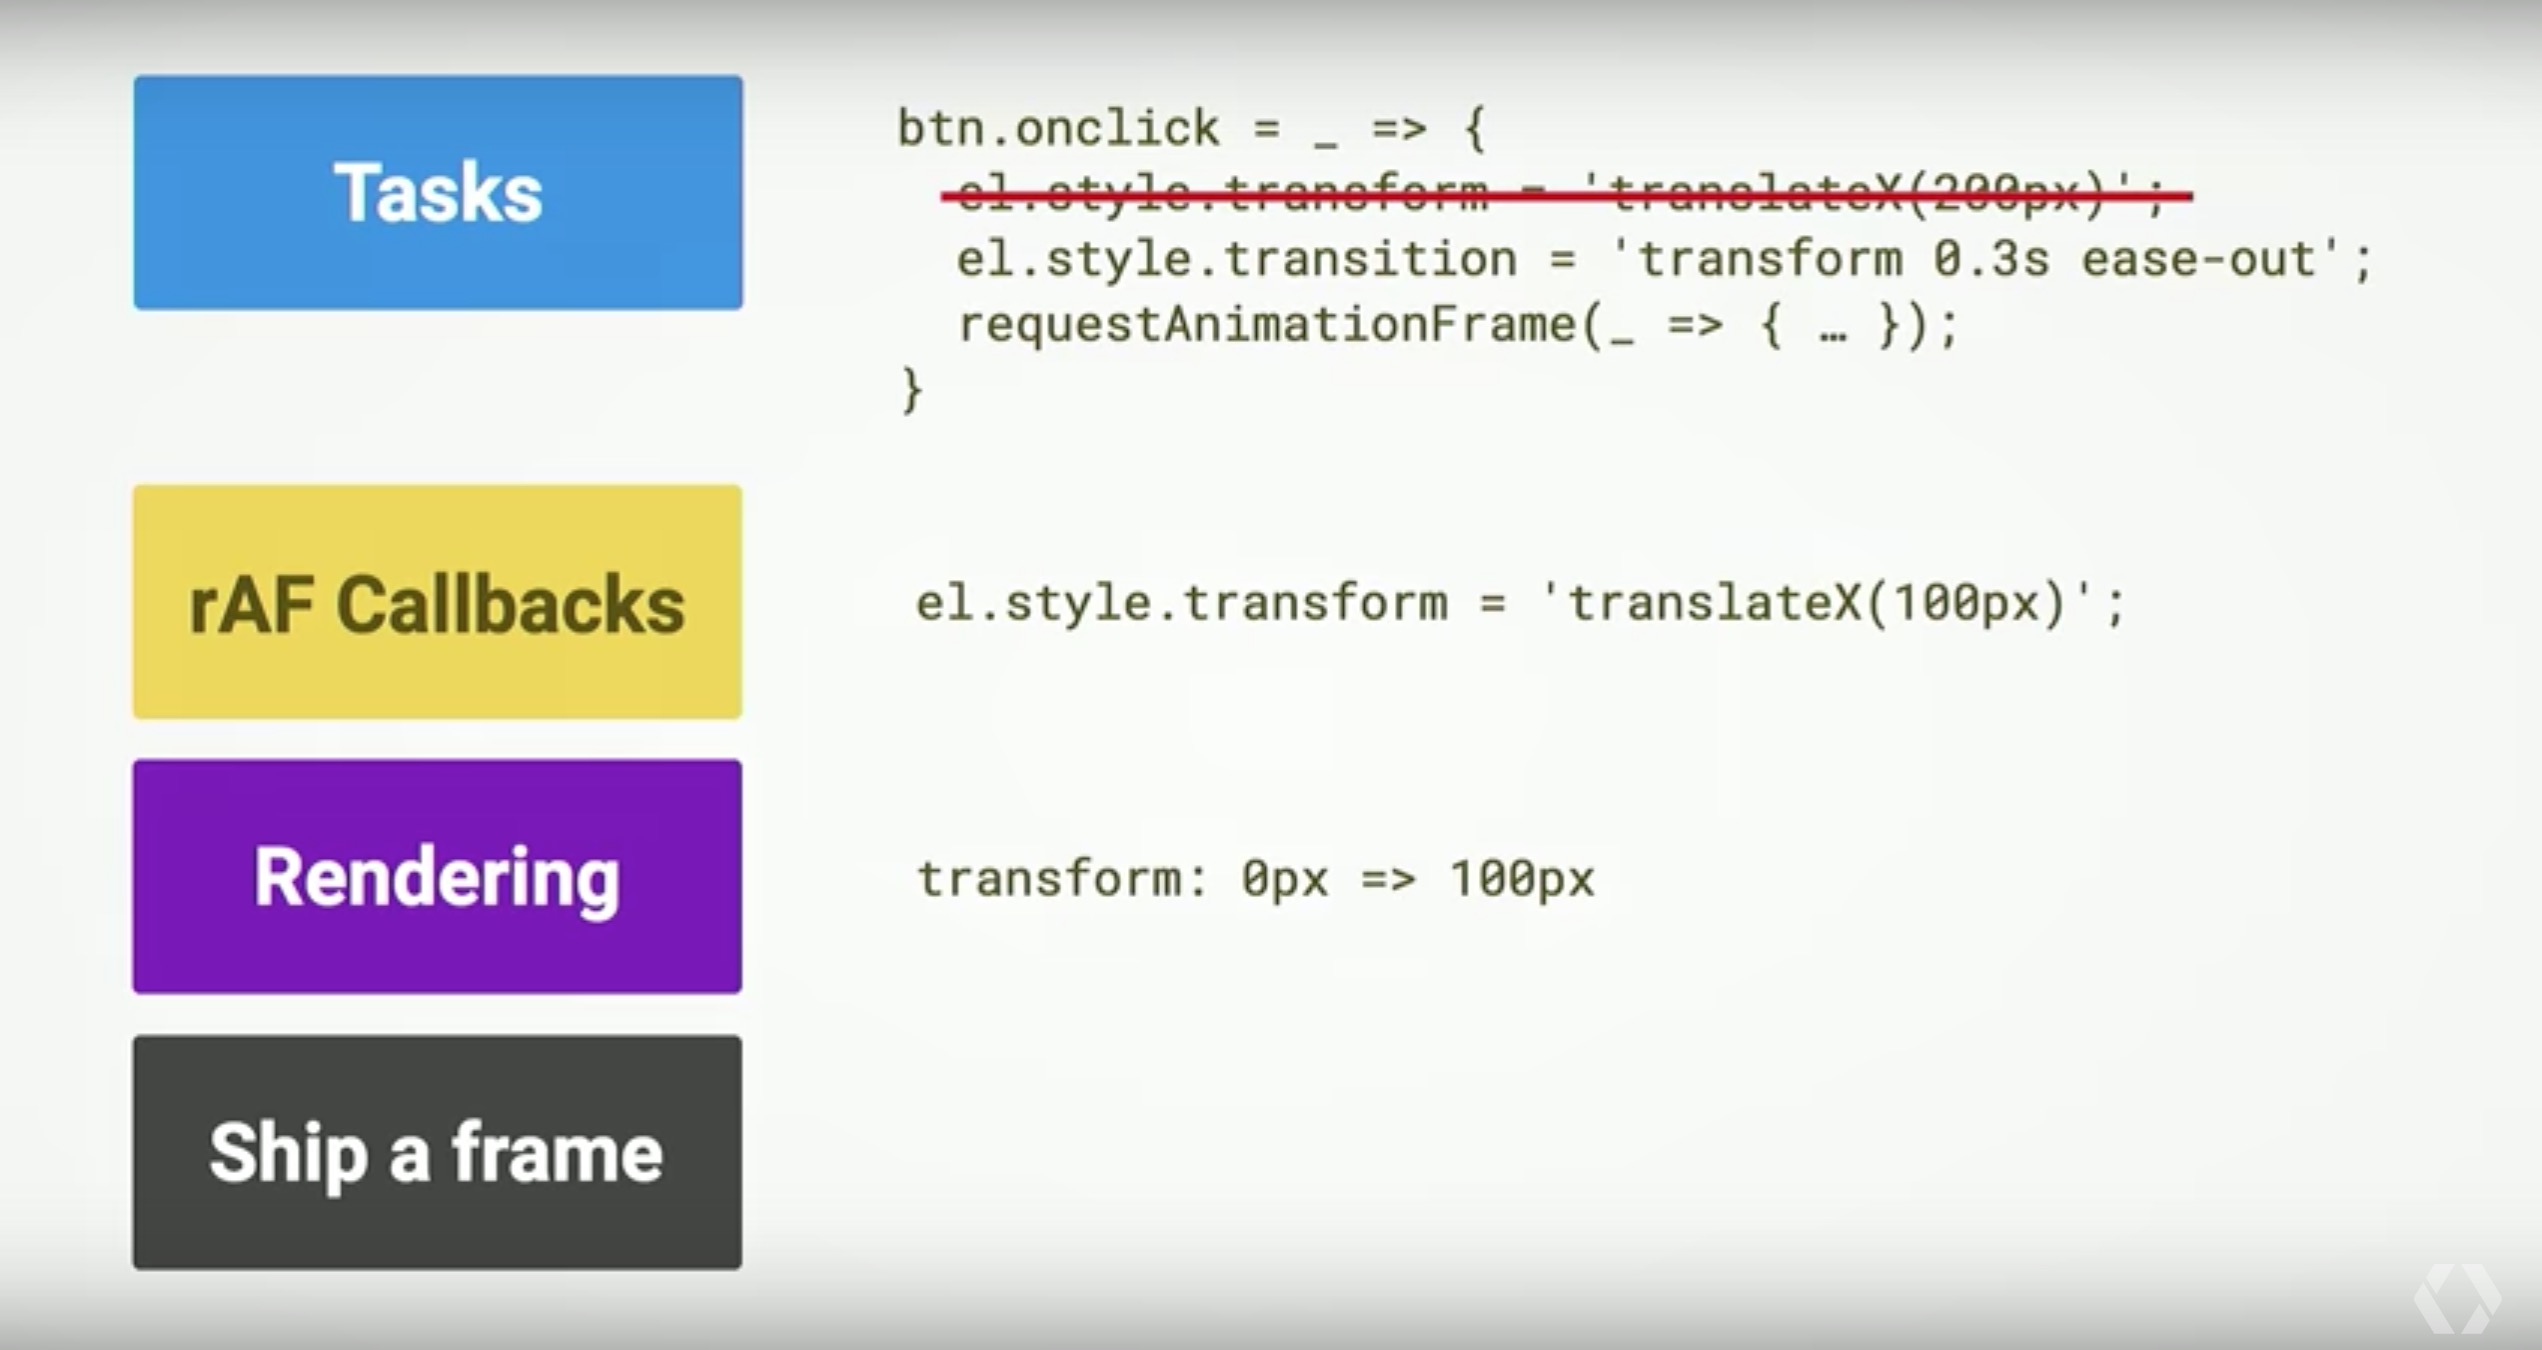 Tasks
btn.onclick = _ => {
el.style.transform = 'translateX(200px)';
el.style.transition = 'transform 0.3s ease-out';
requestAnimationFrame(_ => { … });
}
rAF Callbacks
el.style.transform = 'translateX(100px)';
Rendering
transform: 0px => 100px
Ship a frame